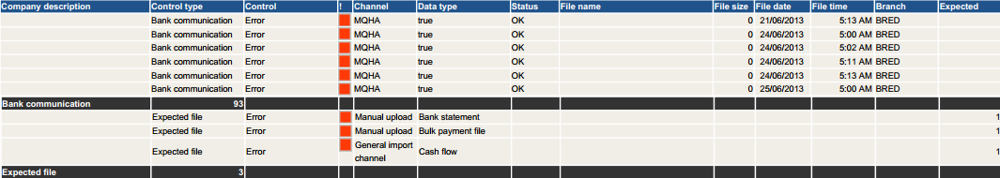 Company description Control type Control ! Channel Data type Status File name File size File date File time Branch Expected
Bank communication Error MQHA true OK 0 21/06/2013 5:13 AM BRED
Bank communication Error MQHA true OK 0 24/06/2013 5:00 AM BRED
Bank communication Error MQHA true OK 0 24/06/2013 5:02 AM BRED
Bank communication Error MQHA true OK 0 24/06/2013 5:11 AM BRED
Bank communication Error MQHA true OK 0 24/06/2013 5:13 AM BRED
Bank communication Error MQHA true OK 0 25/06/2013 5:00 AM BRED
Bank communication 93
Expected file Error Manual upload Bank statement 1
Expected file Error Manual upload Bulk payment file 1
Expected file Error General import channel Cash flow 1
Expected file 3